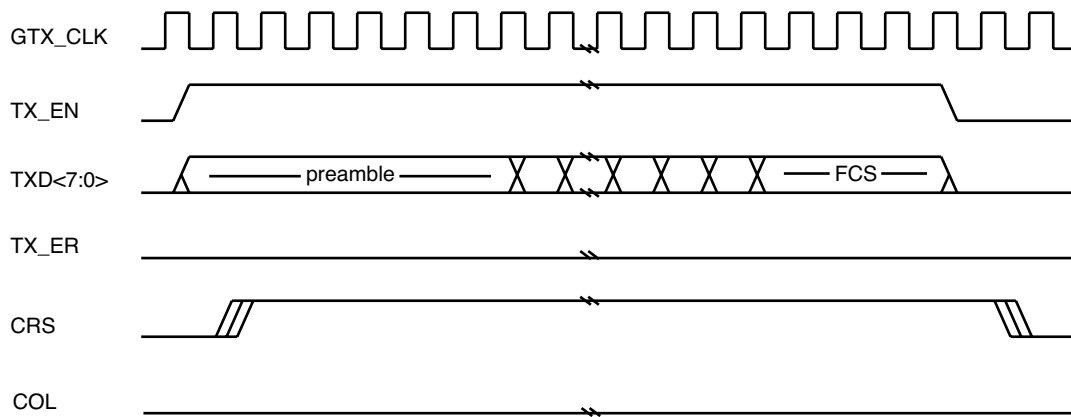 GTX_CLK
TX_EN
TXD<7:0>
preamble
FCS
TX_ER
CRS
COL